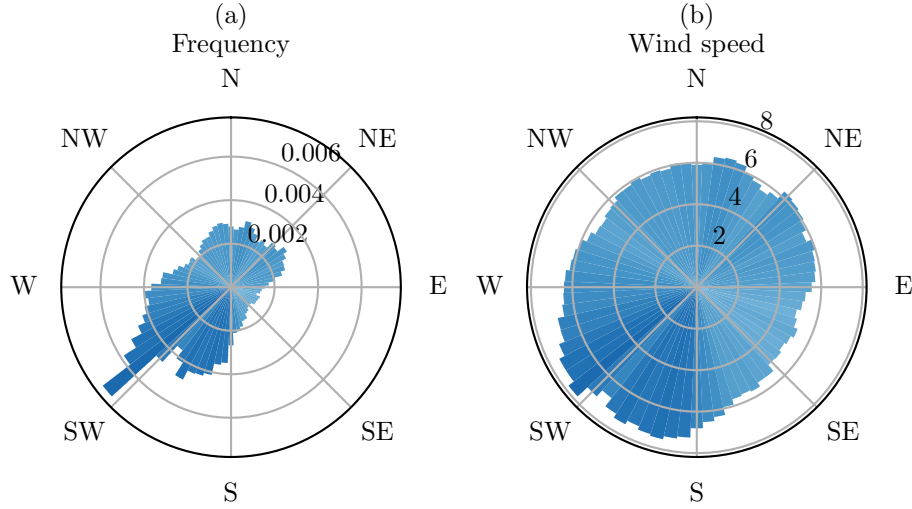 (a)
Frequency
N
NW
NE
0.006
0.004
0.002
W
E
SW
SE
S
(b)
Wind speed
N
8
NW
NE
6
4
2
W
E
SW
SE
S